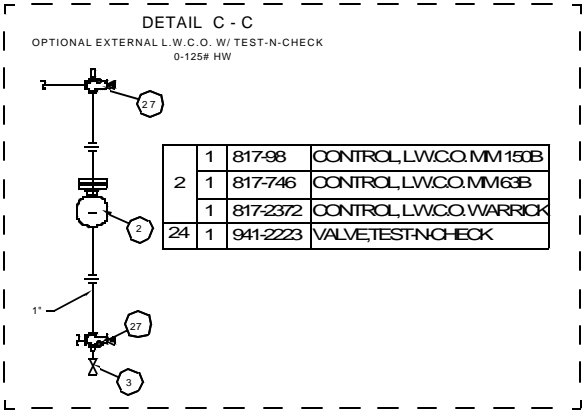 DETAIL C - C
OPTIONAL EXTERNAL L.W.C.O. W/ TEST-N-CHECK
0-125# HW
27
2 1 817-98 CONTROL, L.W.C.O. MM 150B
1 817-746 CONTROL, L.W.C.O. MM 63B
1 817-2372 CONTROL, L.W.C.O. WARRICK
24 1 941-2223 VALVE,TEST-N-CHECK
2
1"
27
3